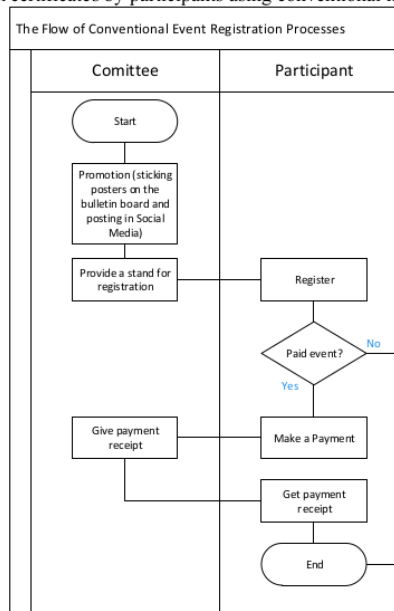 The Flow of Conventional Event Registration Processes
Comittee
Participant
Start
Promotion (sticking
posters on the
bulletin board and
posting in Social
Media)
Provide a stand for
registration
Register
Paid event?
No
Yes
Give payment
receipt
Make a Payment
Get payment
receipt
End